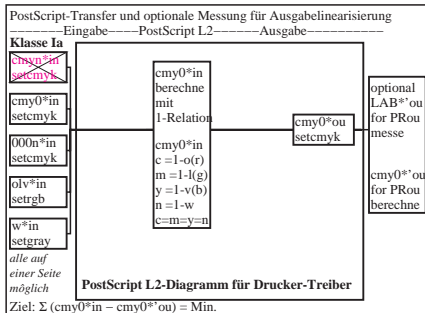 PostScript-Transfer und optionale Messung für Ausgabelinearisierung
–––––––––Eingabe––––PostScript L2––––––Ausgabe––––––––––
Klasse Ia
cmyn*in
setcmyk
cmy0*in
setcmyk
000n*in
setcmyk
olv*in
setrgb
w*in
setgray
alle auf
einer Seite
möglich
cmy0*in
berechne
mit
1-Relation
cmy0*in
c =1-o(r)
m =1-l(g)
y =1-v(b)
n =1-w
c=m=y=n
cmy0*ou
setcmyk
optional
LAB*'ou
for PRou
messe
cmy0*'ou
for PRou
berechne
PostScript L2-Diagramm für Drucker-Treiber
Ziel: Σ (cmy0*in − cmy0*'ou) = Min.